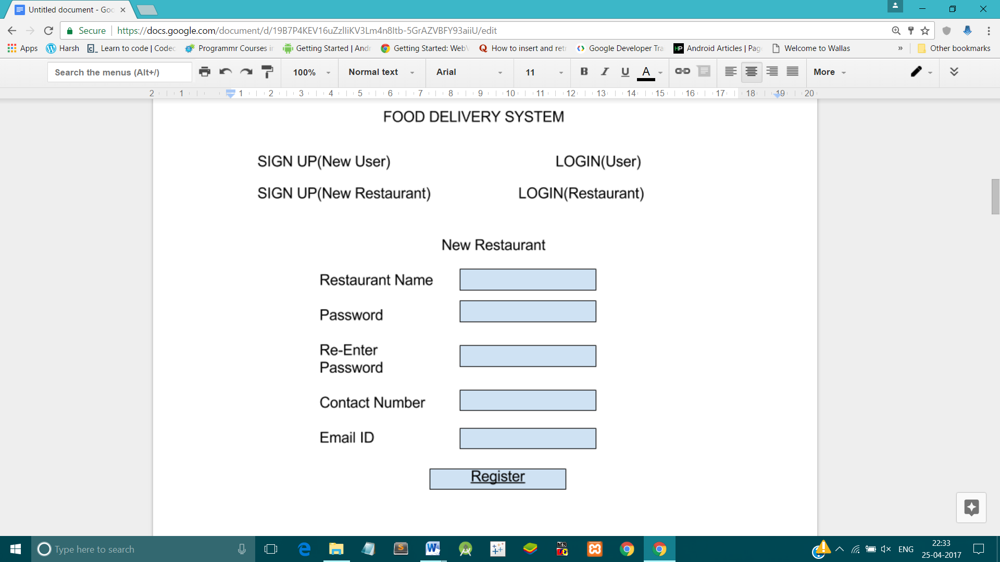 Untitled document - Goo
Secure https://docs.google.com/document/d/19B7P4KEV16uZzlIiKV3Lm4n8Itb-5GrAZVBFY93aiiU/edit
Apps Harsh Learn to code | Codec Programmr Courses in Getting Started | Andr Getting Started: WebV How to insert and retr Google Developer Tra Android Articles | Page Welcome to Wallas » Other bookmarks
Search the menus (Alt+/) 100% Normal text Arial 11 B I U A More
2 1 1 2 3 4 5 6 7 8 9 10 11 12 13 14 15 16 17 18 19 20
FOOD DELIVERY SYSTEM
SIGN UP(New User) LOGIN(User)
SIGN UP(New Restaurant) LOGIN(Restaurant)
New Restaurant
Restaurant Name
Password
Re-Enter
Password
Contact Number
Email ID
Register
Type here to search ENG 22:33
25-04-2017